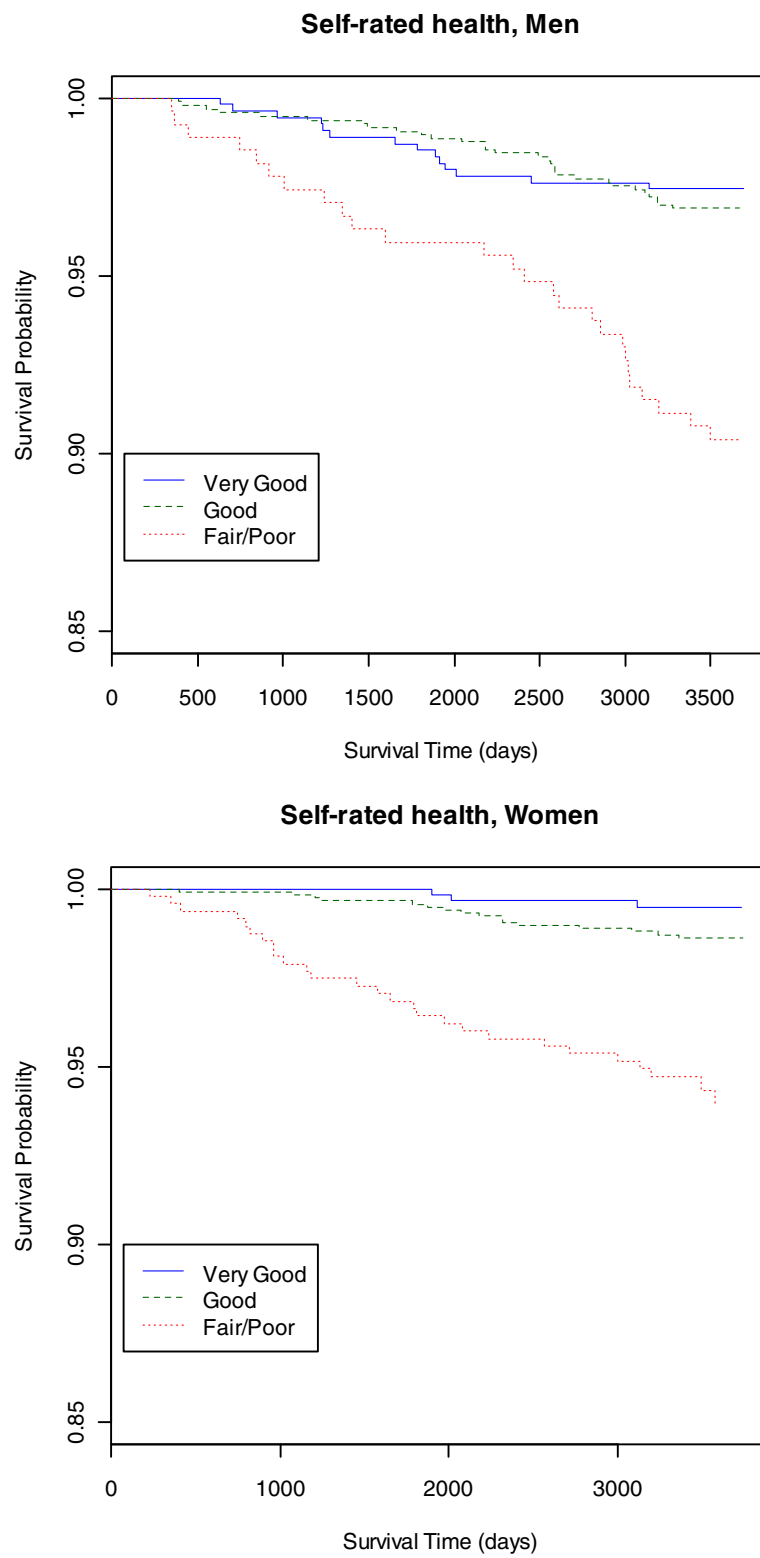 Self-rated health, Men
1.00
0.95
0.90
0.85
Survival Probability
Very Good
Good
Fair/Poor
0 500 1000 1500 2000 2500 3000 3500
Survival Time (days)
Self-rated health, Women
1.00
0.95
0.90
0.85
Survival Probability
Very Good
Good
Fair/Poor
0 1000 2000 3000
Survival Time (days)